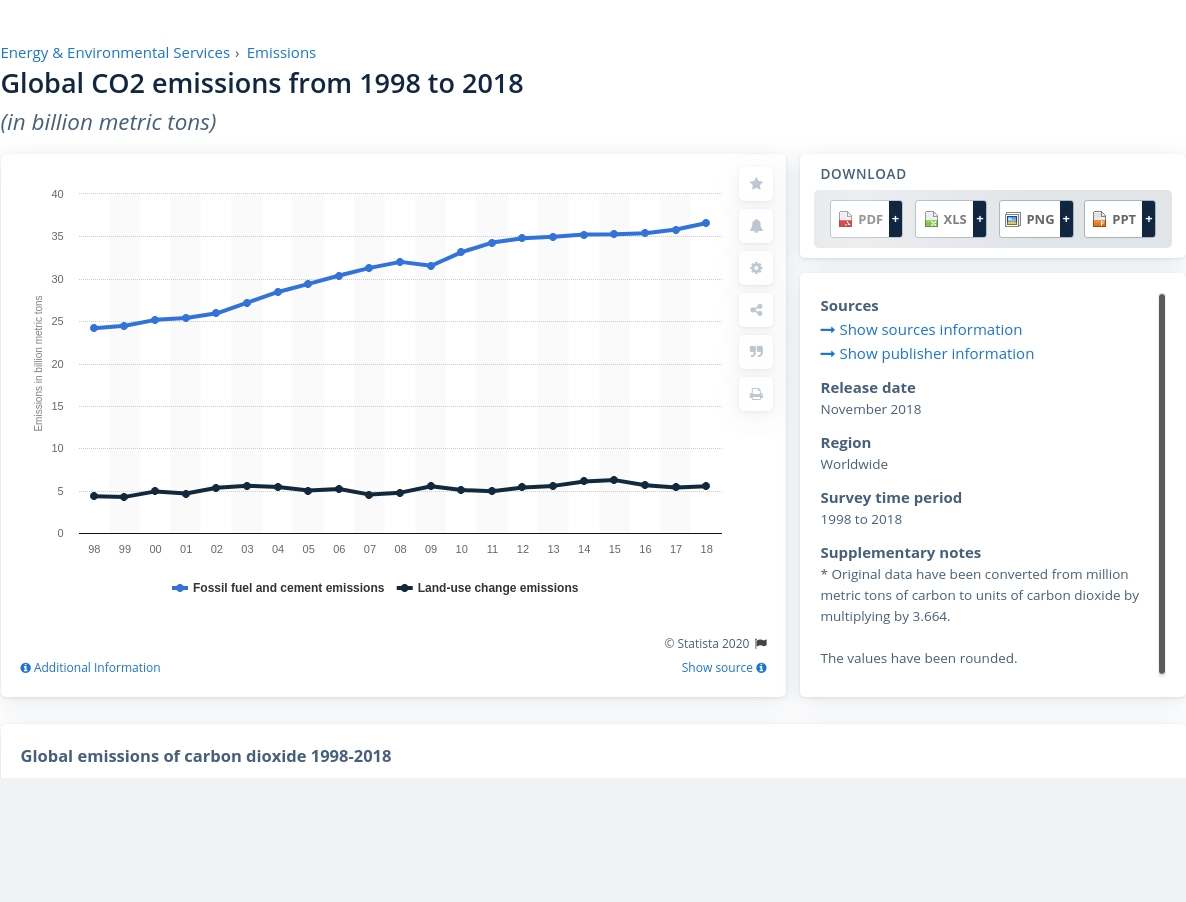 Energy & Environmental Services › Emissions
Global CO2 emissions from 1998 to 2018
(in billion metric tons)
40
35
30
25
20
15
10
5
0
Emissions in billion metric tons
98 99 00 01 02 03 04 05 06 07 08 09 10 11 12 13 14 15 16 17 18
Fossil fuel and cement emissions Land-use change emissions
© Statista 2020
Additional Information Show source
DOWNLOAD
PDF + XLS + PNG + PPT +
Sources
Show sources information
Show publisher information
Release date
November 2018
Region
Worldwide
Survey time period
1998 to 2018
Supplementary notes
* Original data have been converted from million
metric tons of carbon to units of carbon dioxide by
multiplying by 3.664.
The values have been rounded.
Global emissions of carbon dioxide 1998-2018